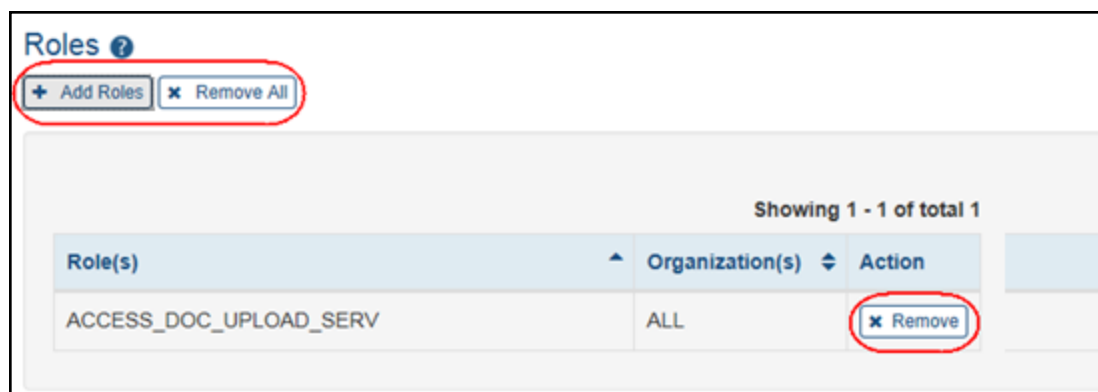 Roles ?
+ Add Roles x Remove All
Showing 1 - 1 of total 1
Role(s) Organization(s) Action
ACCESS_DOC_UPLOAD_SERV ALL x Remove